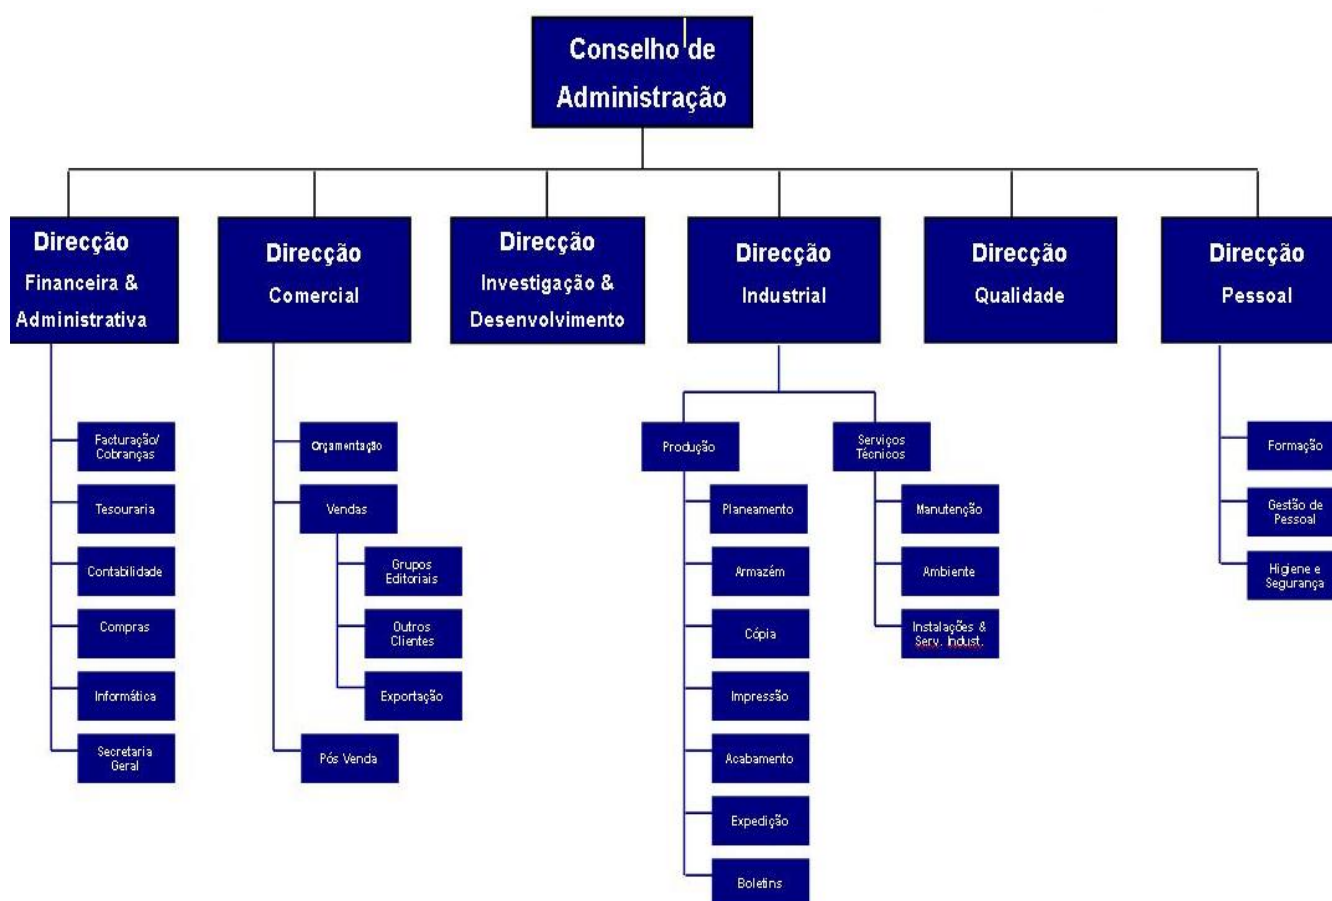 Conselho de
Administração
Direcção
Financeira &
Administrativa
Direcção
Comercial
Direcção
Investigação &
Desenvolvimento
Direcção
Industrial
Direcção
Qualidade
Direcção
Pessoal
Facturação/
Cobranças
Tesouraria
Contabilidade
Compras
Informática
Secretaria
Geral
Orçamentação
Vendas
Grupos
Editoriais
Outros
Clientes
Exportação
Pós Venda
Produção
Planeamento
Armazém
Cópia
Impressão
Acabamento
Expedição
Boletins
Serviços
Técnicos
Manutenção
Ambiente
Instalações &
Serv. Indust.
Formação
Gestão de
Pessoal
Higiene e
Segurança